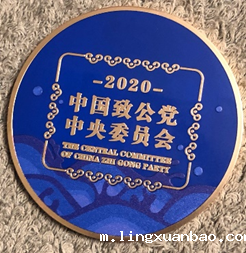 -2020-
中国致公党
中央委员会
THE CENTRAL COMMITTEE
OF CHINA ZHI GONG PARTY
m.lingxuanbao.com